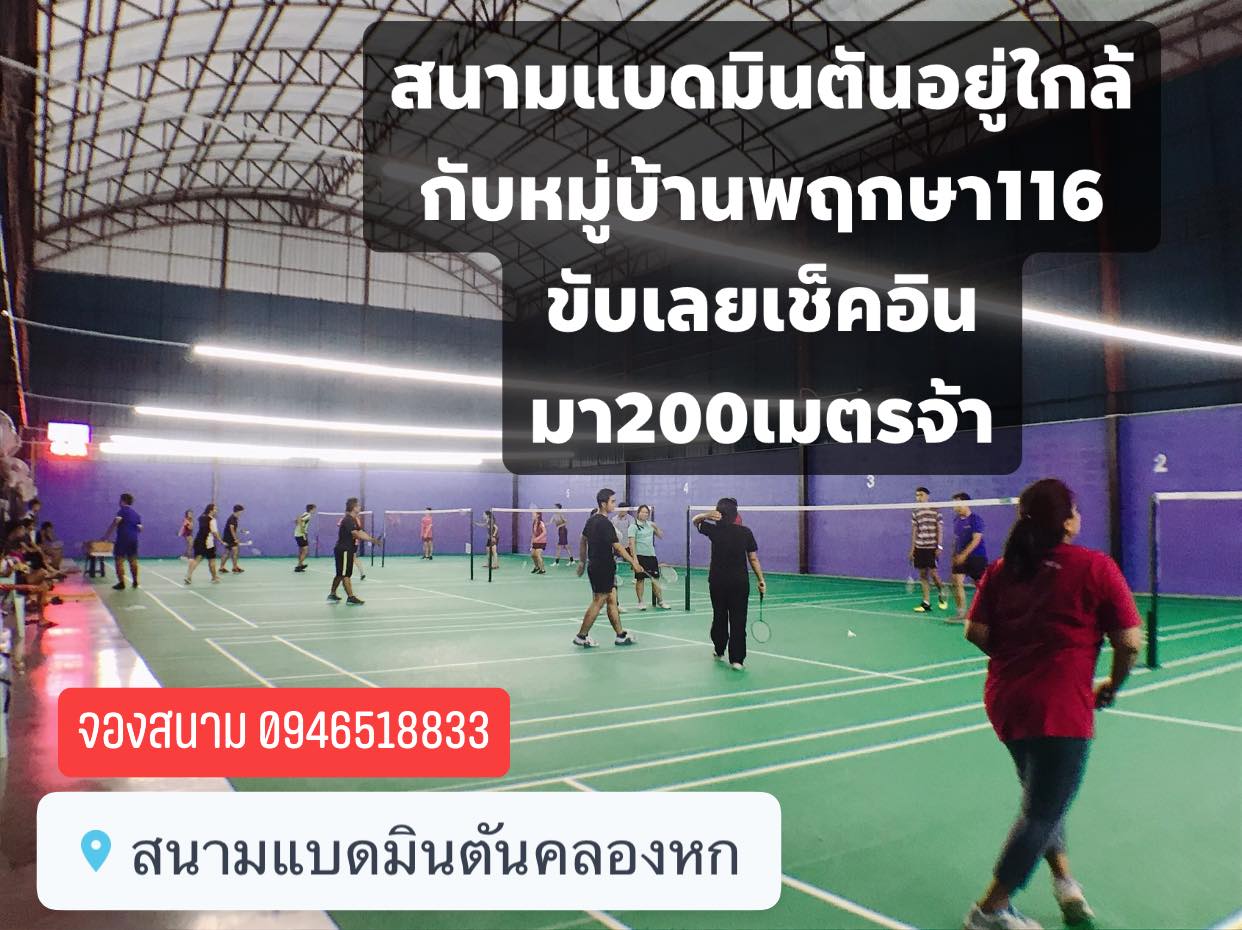 สนามแบดมินตันอยู่ใกล้
กับหมู่บ้านพฤกษา116
ขับเลยเช็คอิน
มา200เมตรจ้า
5
4
3
2
จองสนาม 0946518833
สนามแบดมินตันคลองหก